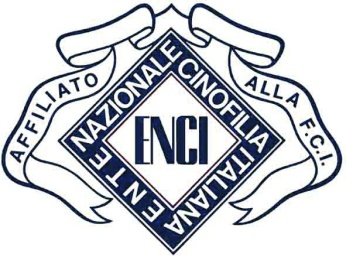 AFFILIATO
ALLA F.C.I.
ENTE NAZIONALE
CINOFILIA ITALIANA
ENCI